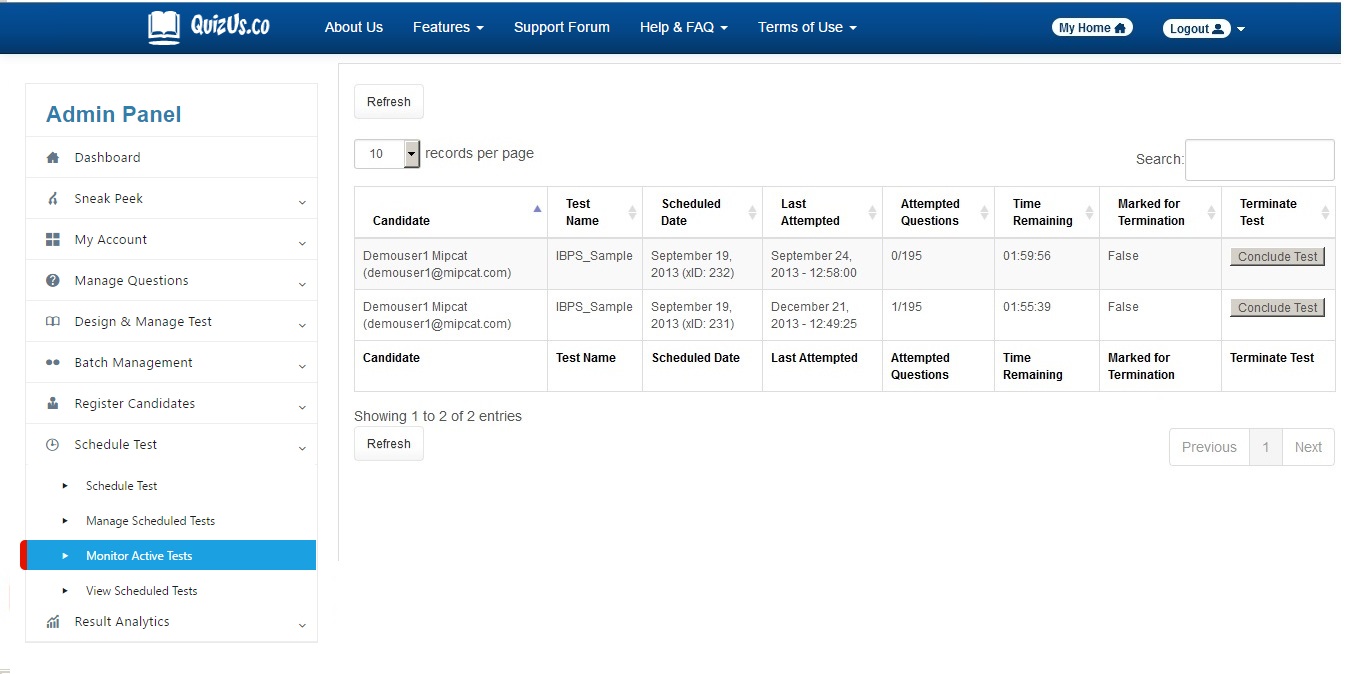 QuizUs.co
About Us
Features
Support Forum
Help & FAQ
Terms of Use
My Home
Logout
Admin Panel
Dashboard
Sneak Peek
My Account
Manage Questions
Design & Manage Test
Batch Management
Register Candidates
Schedule Test
Schedule Test
Manage Scheduled Tests
Monitor Active Tests
View Scheduled Tests
Result Analytics
Refresh
10 records per page
Search:
Candidate
Test
Name
Scheduled
Date
Last
Attempted
Attempted
Questions
Time
Remaining
Marked for
Termination
Terminate
Test
Demouser1 Mipcat
(demouser1@mipcat.com)
IBPS_Sample
September 19,
2013 (xID: 232)
September 24,
2013 - 12:58:00
0/195
01:59:56
False
Conclude Test
Demouser1 Mipcat
(demouser1@mipcat.com)
IBPS_Sample
September 19,
2013 (xID: 231)
December 21,
2013 - 12:49:25
1/195
01:55:39
False
Conclude Test
Candidate
Test Name
Scheduled Date
Last Attempted
Attempted
Questions
Time
Remaining
Marked for
Termination
Terminate Test
Showing 1 to 2 of 2 entries
Refresh
Previous
1
Next